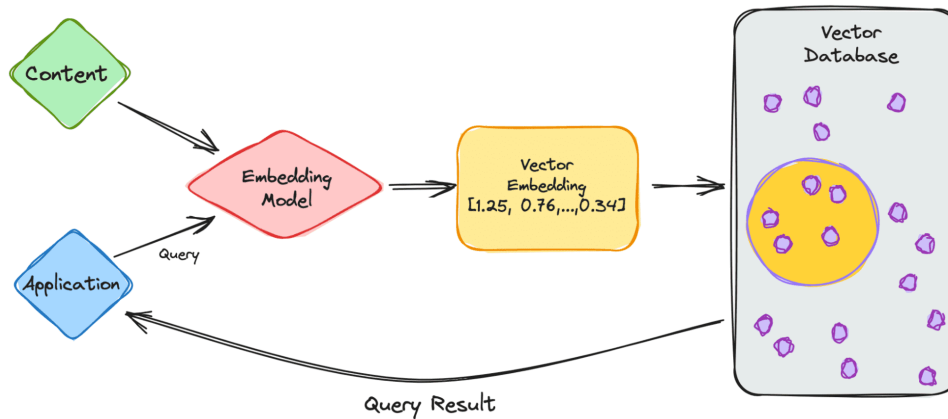 Content
Embedding
Model
Application
Query
Vector
Embedding
[1.25, 0.76,...,0.34]
Vector
Database
Query Result